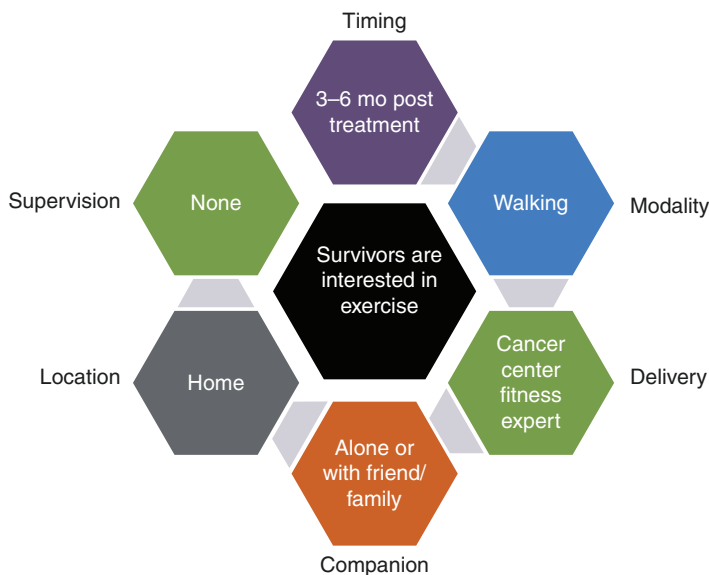 Timing
3–6 mo post
treatment
Supervision
None
Walking
Modality
Survivors are
interested in
exercise
Location
Home
Cancer
center
fitness
expert
Delivery
Alone or
with friend/
family
Companion